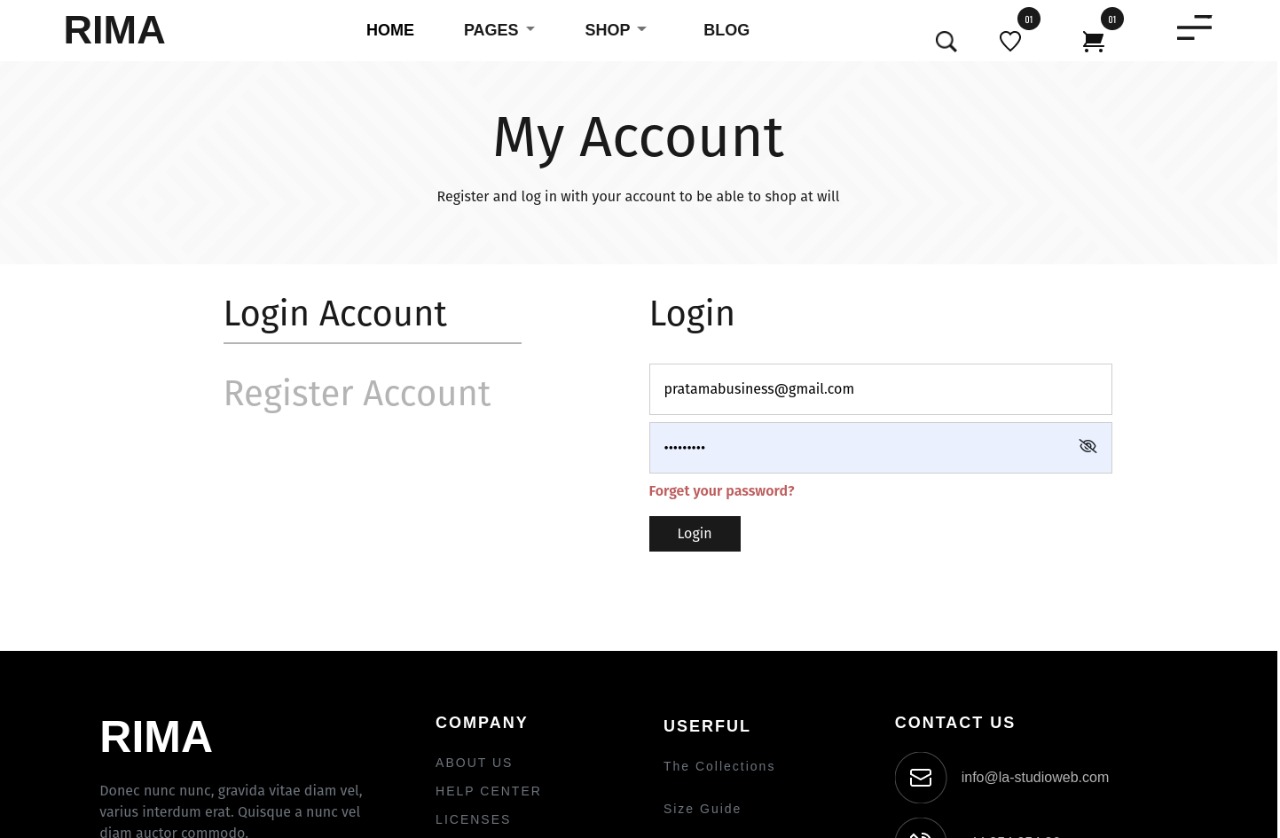 RIMA
HOME
PAGES
SHOP
BLOG
01
01
My Account
Register and log in with your account to be able to shop at will
Login Account
Register Account
Login
pratamabusiness@gmail.com
•••••••••
Forget your password?
Login
RIMA
Donec nunc nunc, gravida vitae diam vel,
varius interdum erat. Quisque a nunc vel
diam auctor commodo.
COMPANY
ABOUT US
HELP CENTER
LICENSES
USERFUL
The Collections
Size Guide
CONTACT US
info@la-studioweb.com